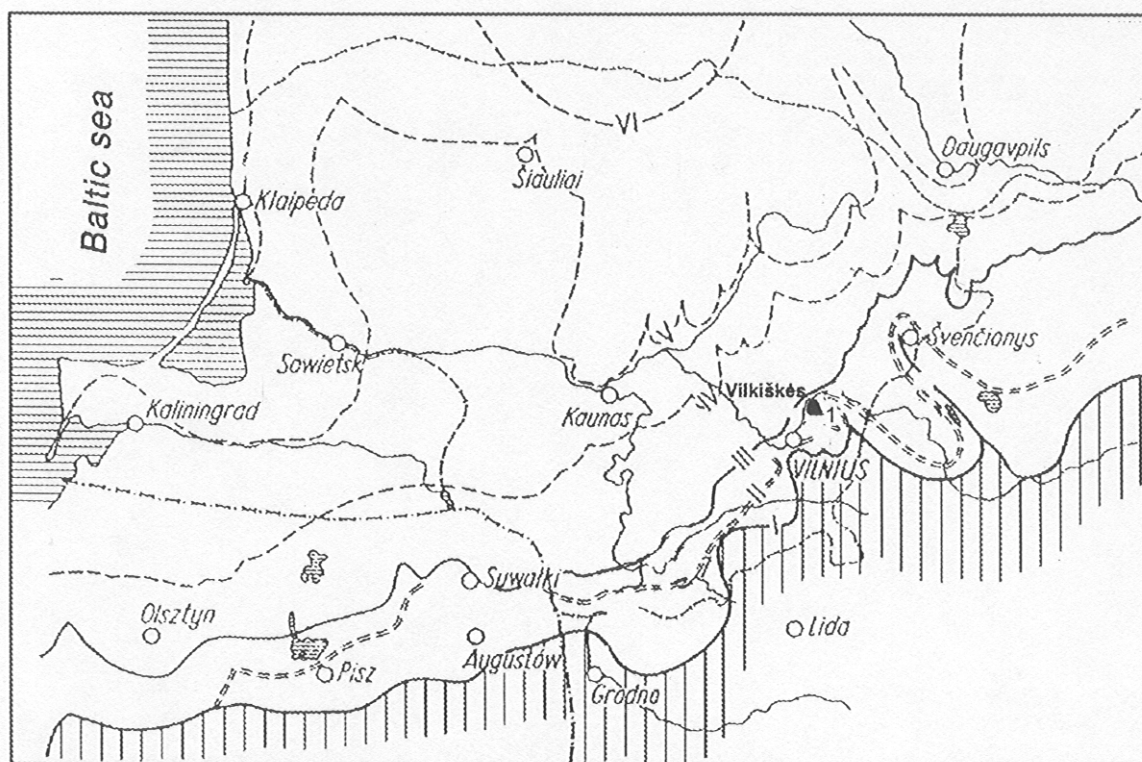 VI
Daugavpils
Šiauliai
Klaipėda
Baltic sea
V
Švenčionys
Sowietsk
Vilkiškės
Kaunas
IV
Kaliningrad
VILNIUS
III
II
I
Suwałki
Olsztyn
Lida
Augustów
Pisz
Grodno